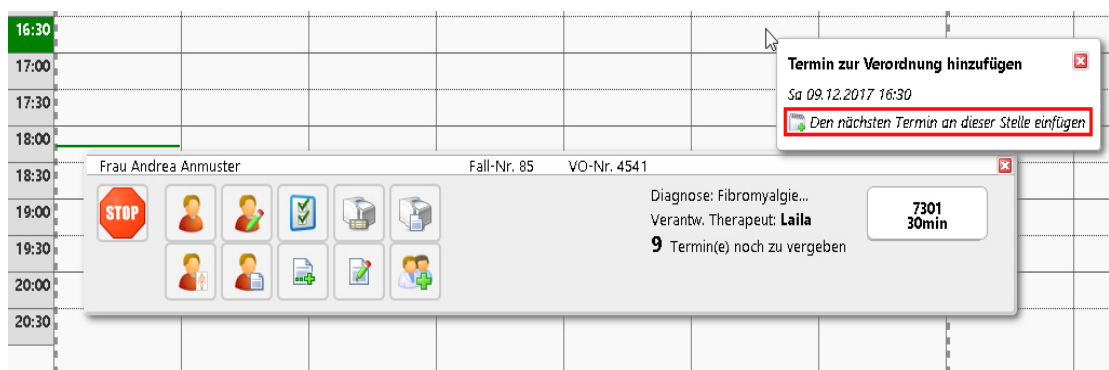 16:30
17:00
17:30
18:00
18:30
19:00
19:30
20:00
20:30
Termin zur Verordnung hinzufügen
Sa 09.12.2017 16:30
Den nächsten Termin an dieser Stelle einfügen
Frau Andrea Anmuster Fall-Nr. 85 VO-Nr. 4541
STOP
Diagnose: Fibromyalgie...
Verantw. Therapeut: Laila
9 Termin(e) noch zu vergeben
7301
30min